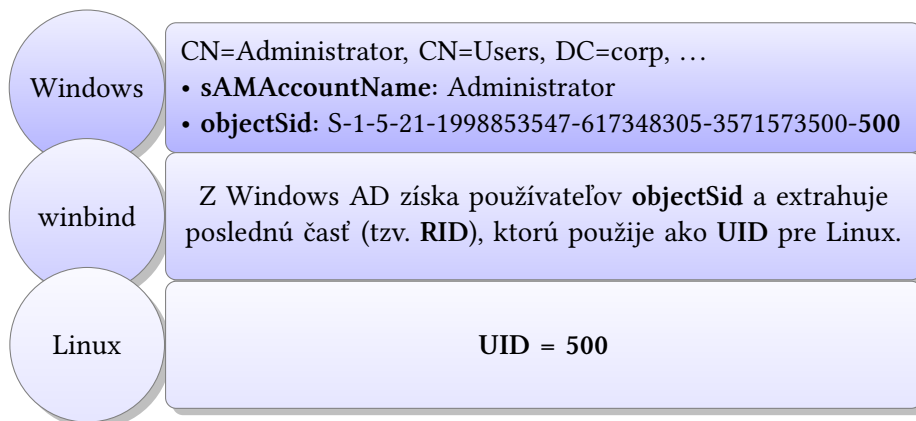 Windows
CN=Administrator, CN=Users, DC=corp, …
• sAMAccountName: Administrator
• objectSid: S-1-5-21-1998853547-617348305-3571573500-500
winbind
Z Windows AD získa používateľov objectSid a extrahuje
poslednú časť (tzv. RID), ktorú použije ako UID pre Linux.
Linux
UID = 500